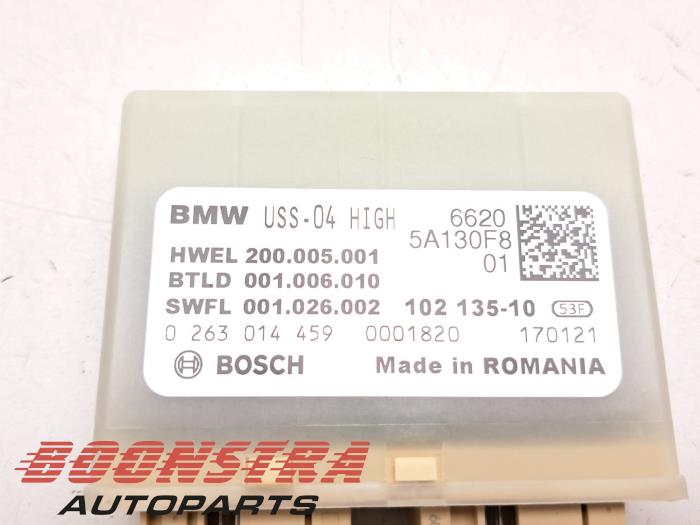 BMW USS-04 HIGH 6620
5A130F8
01
HWEL 200.005.001
BTLD 001.006.010
SWFL 001.026.002 102 135-10 53F
0 263 014 459 0001820 170121
BOSCH Made in ROMANIA
BOONSTRA
AUTOPARTS